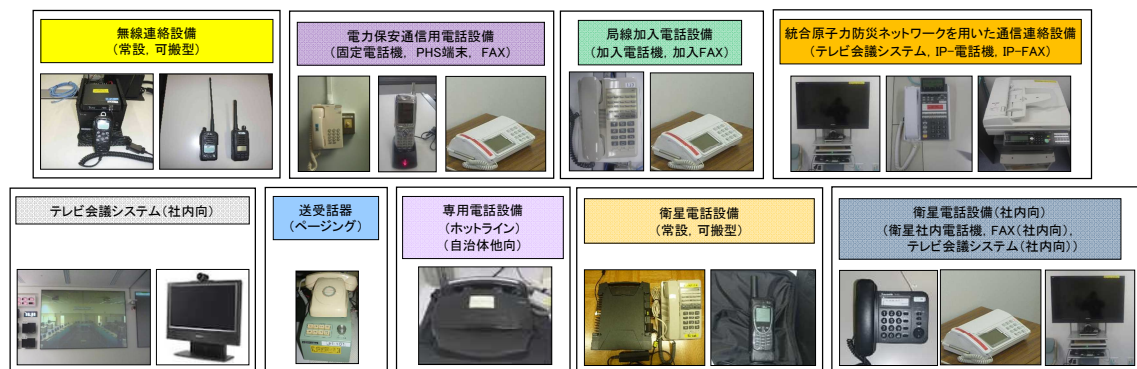 無線連絡設備
(常設,可搬型)
電力保安通信用電話設備
(固定電話機, PHS端末, FAX)
局線加入電話設備
(加入電話機,加入FAX)
統合原子力防災ネットワークを用いた通信連絡設備
(テレビ会議システム, IP-電話機, IP-FAX)
テレビ会議システム(社内向)
送受話器
(ページング)
専用電話設備
(ホットライン)
(自治体他向)
衛星電話設備
(常設,可搬型)
衛星電話設備(社内向)
(衛星社内電話機, FAX(社内向),
テレビ会議システム(社内向))